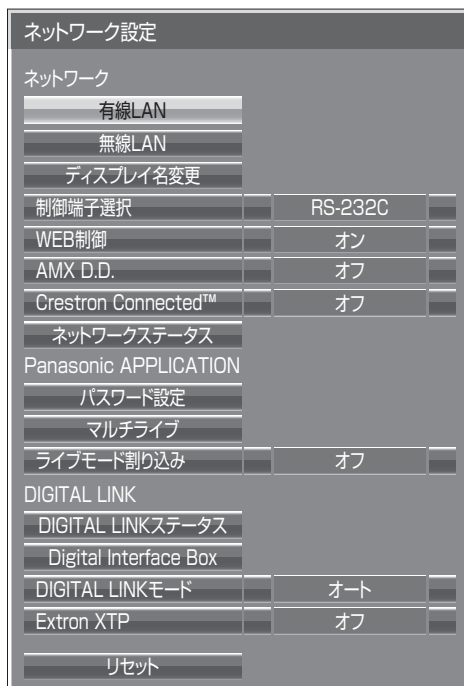 ネットワーク設定
ネットワーク
有線LAN
無線LAN
ディスプレイ名変更
制御端子選択 RS-232C
WEB制御 オン
AMX D.D. オフ
Crestron Connected™ オフ
ネットワークステータス
Panasonic APPLICATION
パスワード設定
マルチライブ
ライブモード割り込み オフ
DIGITAL LINK
DIGITAL LINKステータス
Digital Interface Box
DIGITAL LINKモード オート
Extron XTP オフ
リセット